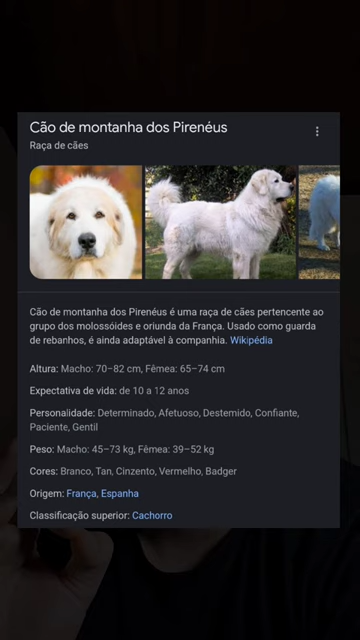 Cão de montanha dos Pirenéus
Raça de cães
Cão de montanha dos Pirenéus é uma raça de cães pertencente ao
grupo dos molossóides e oriunda da França. Usado como guarda
de rebanhos, é ainda adaptável à companhia. Wikipédia
Altura: Macho: 70–82 cm, Fêmea: 65–74 cm
Expectativa de vida: de 10 a 12 anos
Personalidade: Determinado, Afetuoso, Destemido, Confiante,
Paciente, Gentil
Peso: Macho: 45–73 kg, Fêmea: 39–52 kg
Cores: Branco, Tan, Cinzento, Vermelho, Badger
Origem: França, Espanha
Classificação superior: Cachorro